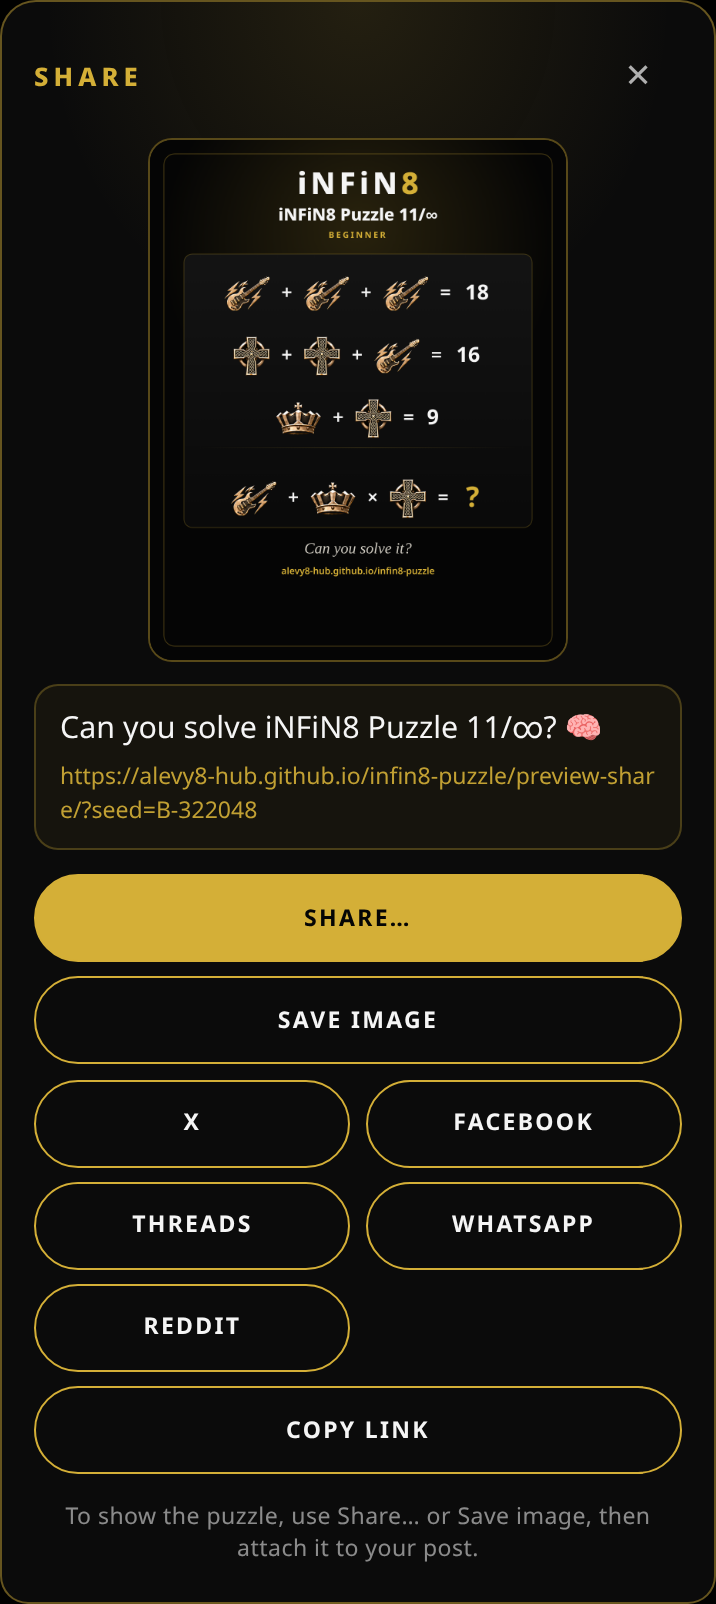 SHARE ✕
iNFiN8
iNFiN8 Puzzle 11/∞
BEGINNER
+ + = 18
+ + = 16
+ = 9
+ × = ?
Can you solve it?
alevy8-hub.github.io/infin8-puzzle
Can you solve iNFiN8 Puzzle 11/∞? 🧠
https://alevy8-hub.github.io/infin8-puzzle/preview-shar
e/?seed=B-322048
SHARE…
SAVE IMAGE
X FACEBOOK
THREADS WHATSAPP
REDDIT
COPY LINK
To show the puzzle, use Share… or Save image, then
attach it to your post.